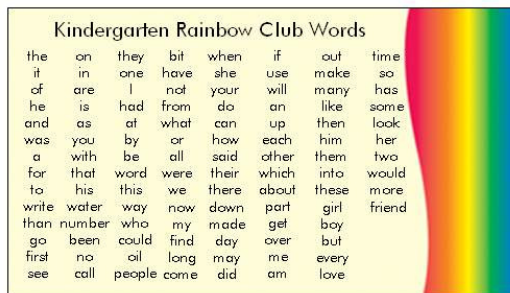 Kindergarten Rainbow Club Words
the on they bit when if out time
it in one have she use make so
of are I not your will many has
he is had from do an like some
and as at what can up then look
was you by or how each him her
a with be all said other them two
for that word were their which into would
to his this we there about these more
write water way now down part girl friend
than number who my made get boy
go been could find day over but
first no oil long may me every
see call people come did am love